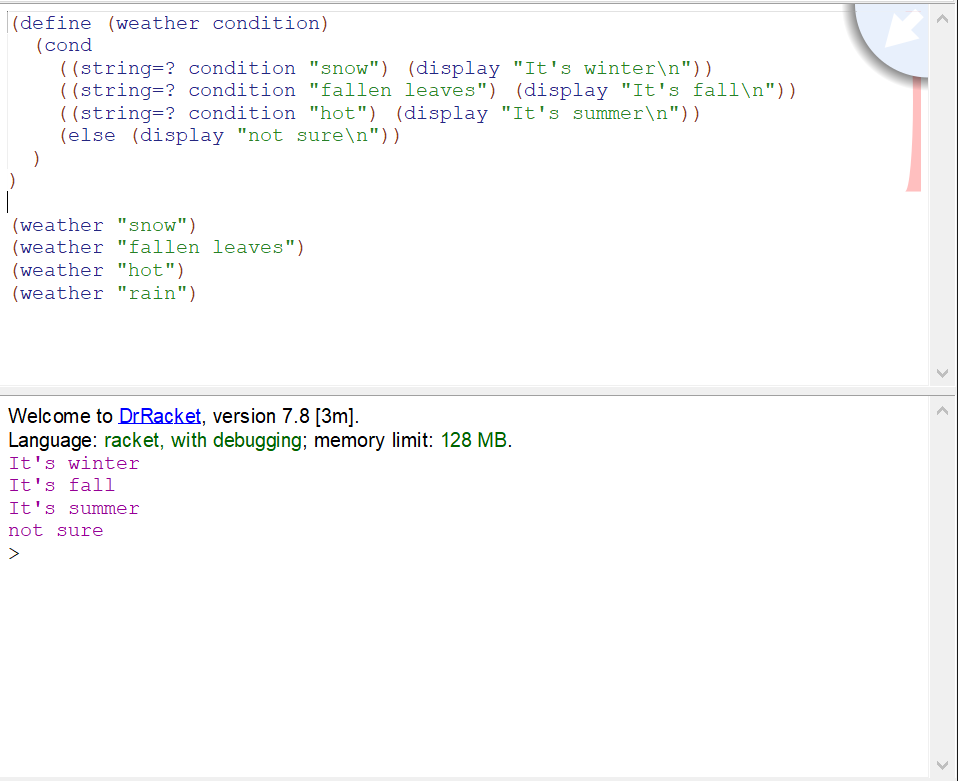 (define (weather condition)
  (cond
    ((string=? condition "snow") (display "It's winter\n"))
    ((string=? condition "fallen leaves") (display "It's fall\n"))
    ((string=? condition "hot") (display "It's summer\n"))
    (else (display "not sure\n"))
  )
)
(weather "snow")
(weather "fallen leaves")
(weather "hot")
(weather "rain")
Welcome to DrRacket, version 7.8 [3m].
Language: racket, with debugging; memory limit: 128 MB.
It's winter
It's fall
It's summer
not sure
>